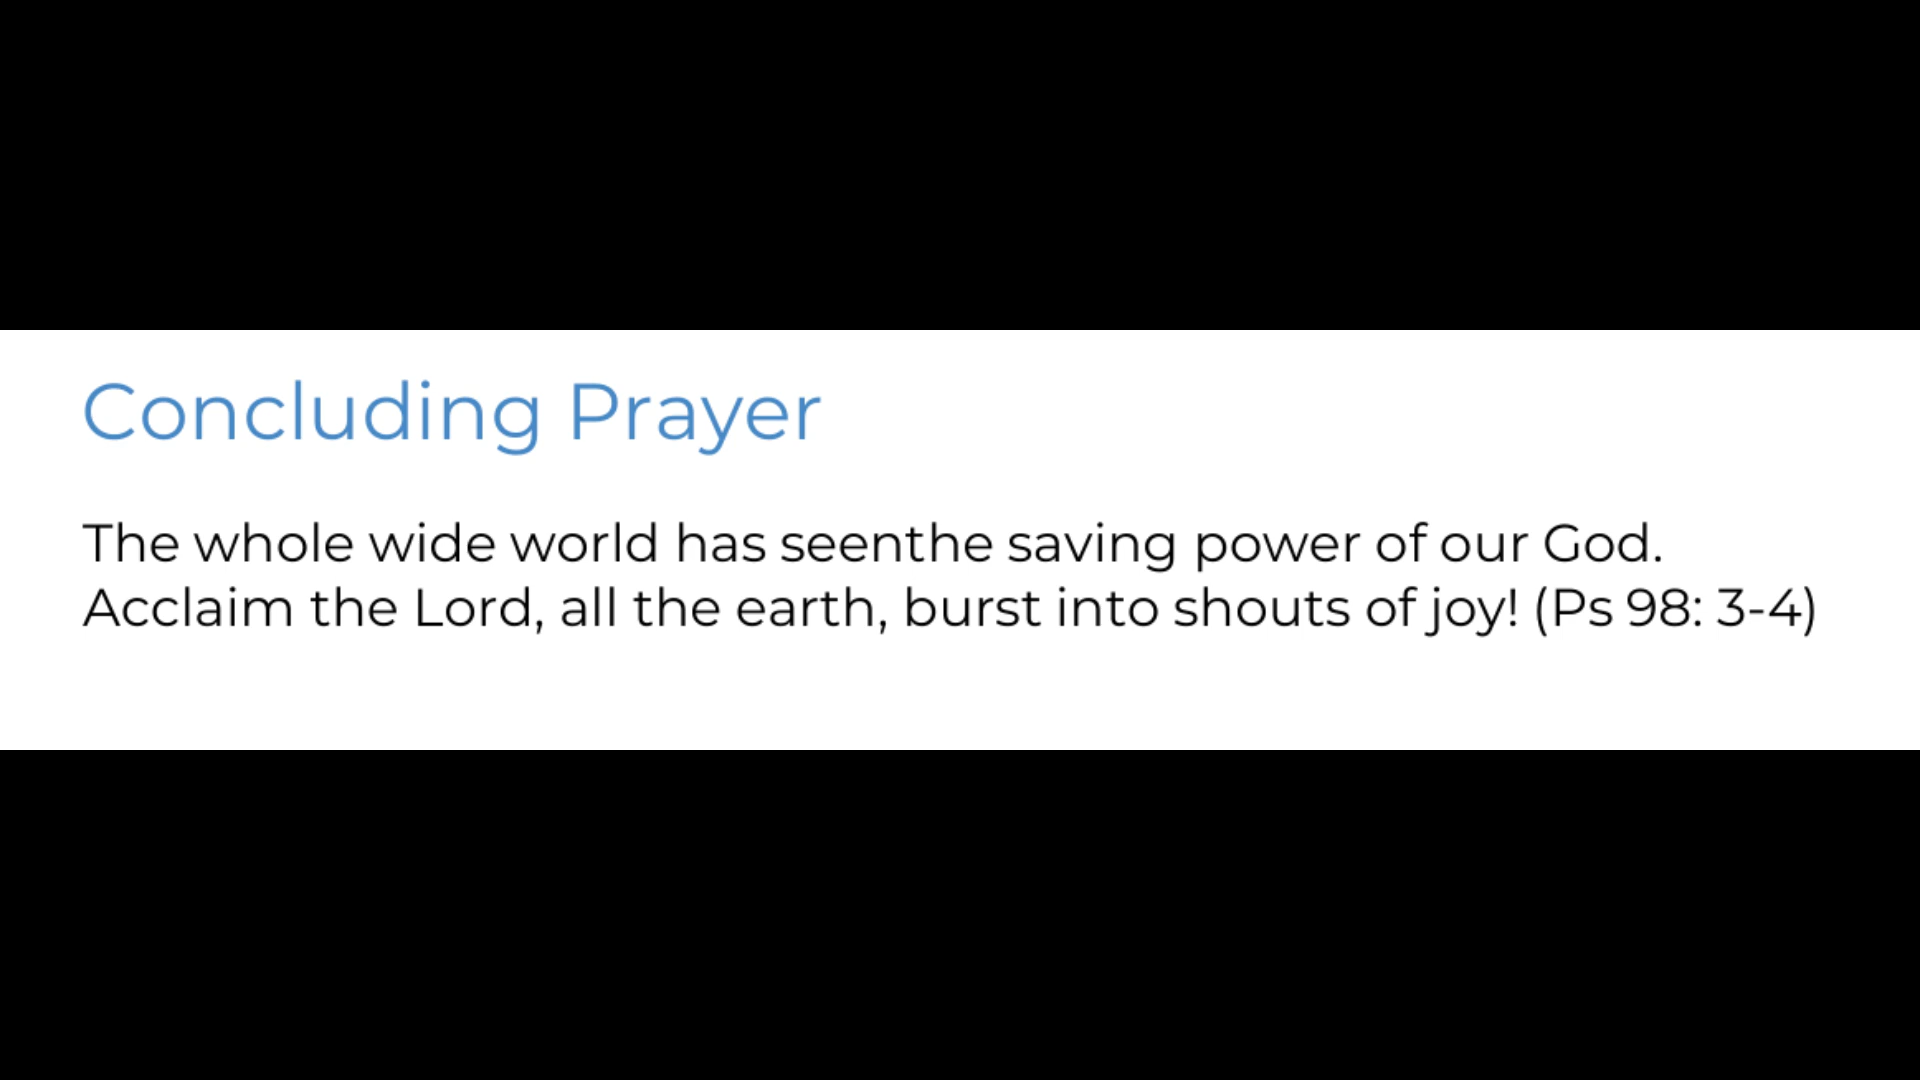 Concluding Prayer
The whole wide world has seenthe saving power of our God.
Acclaim the Lord, all the earth, burst into shouts of joy! (Ps 98: 3-4)